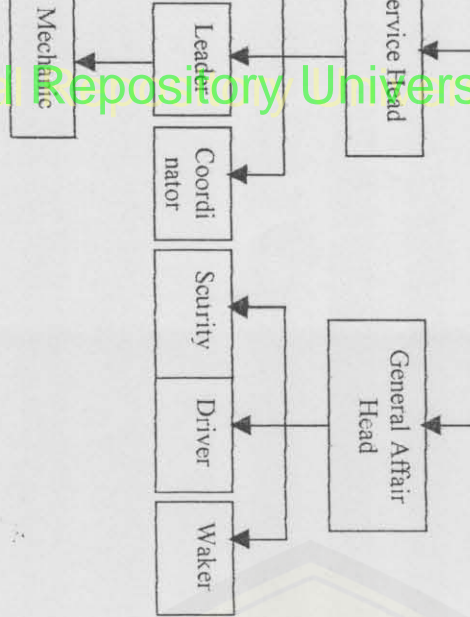 ervice Head
General Affair
Head
Leader
Coordi
nator
Scurity
Driver
Waker
Mechanic
l Repository Univers